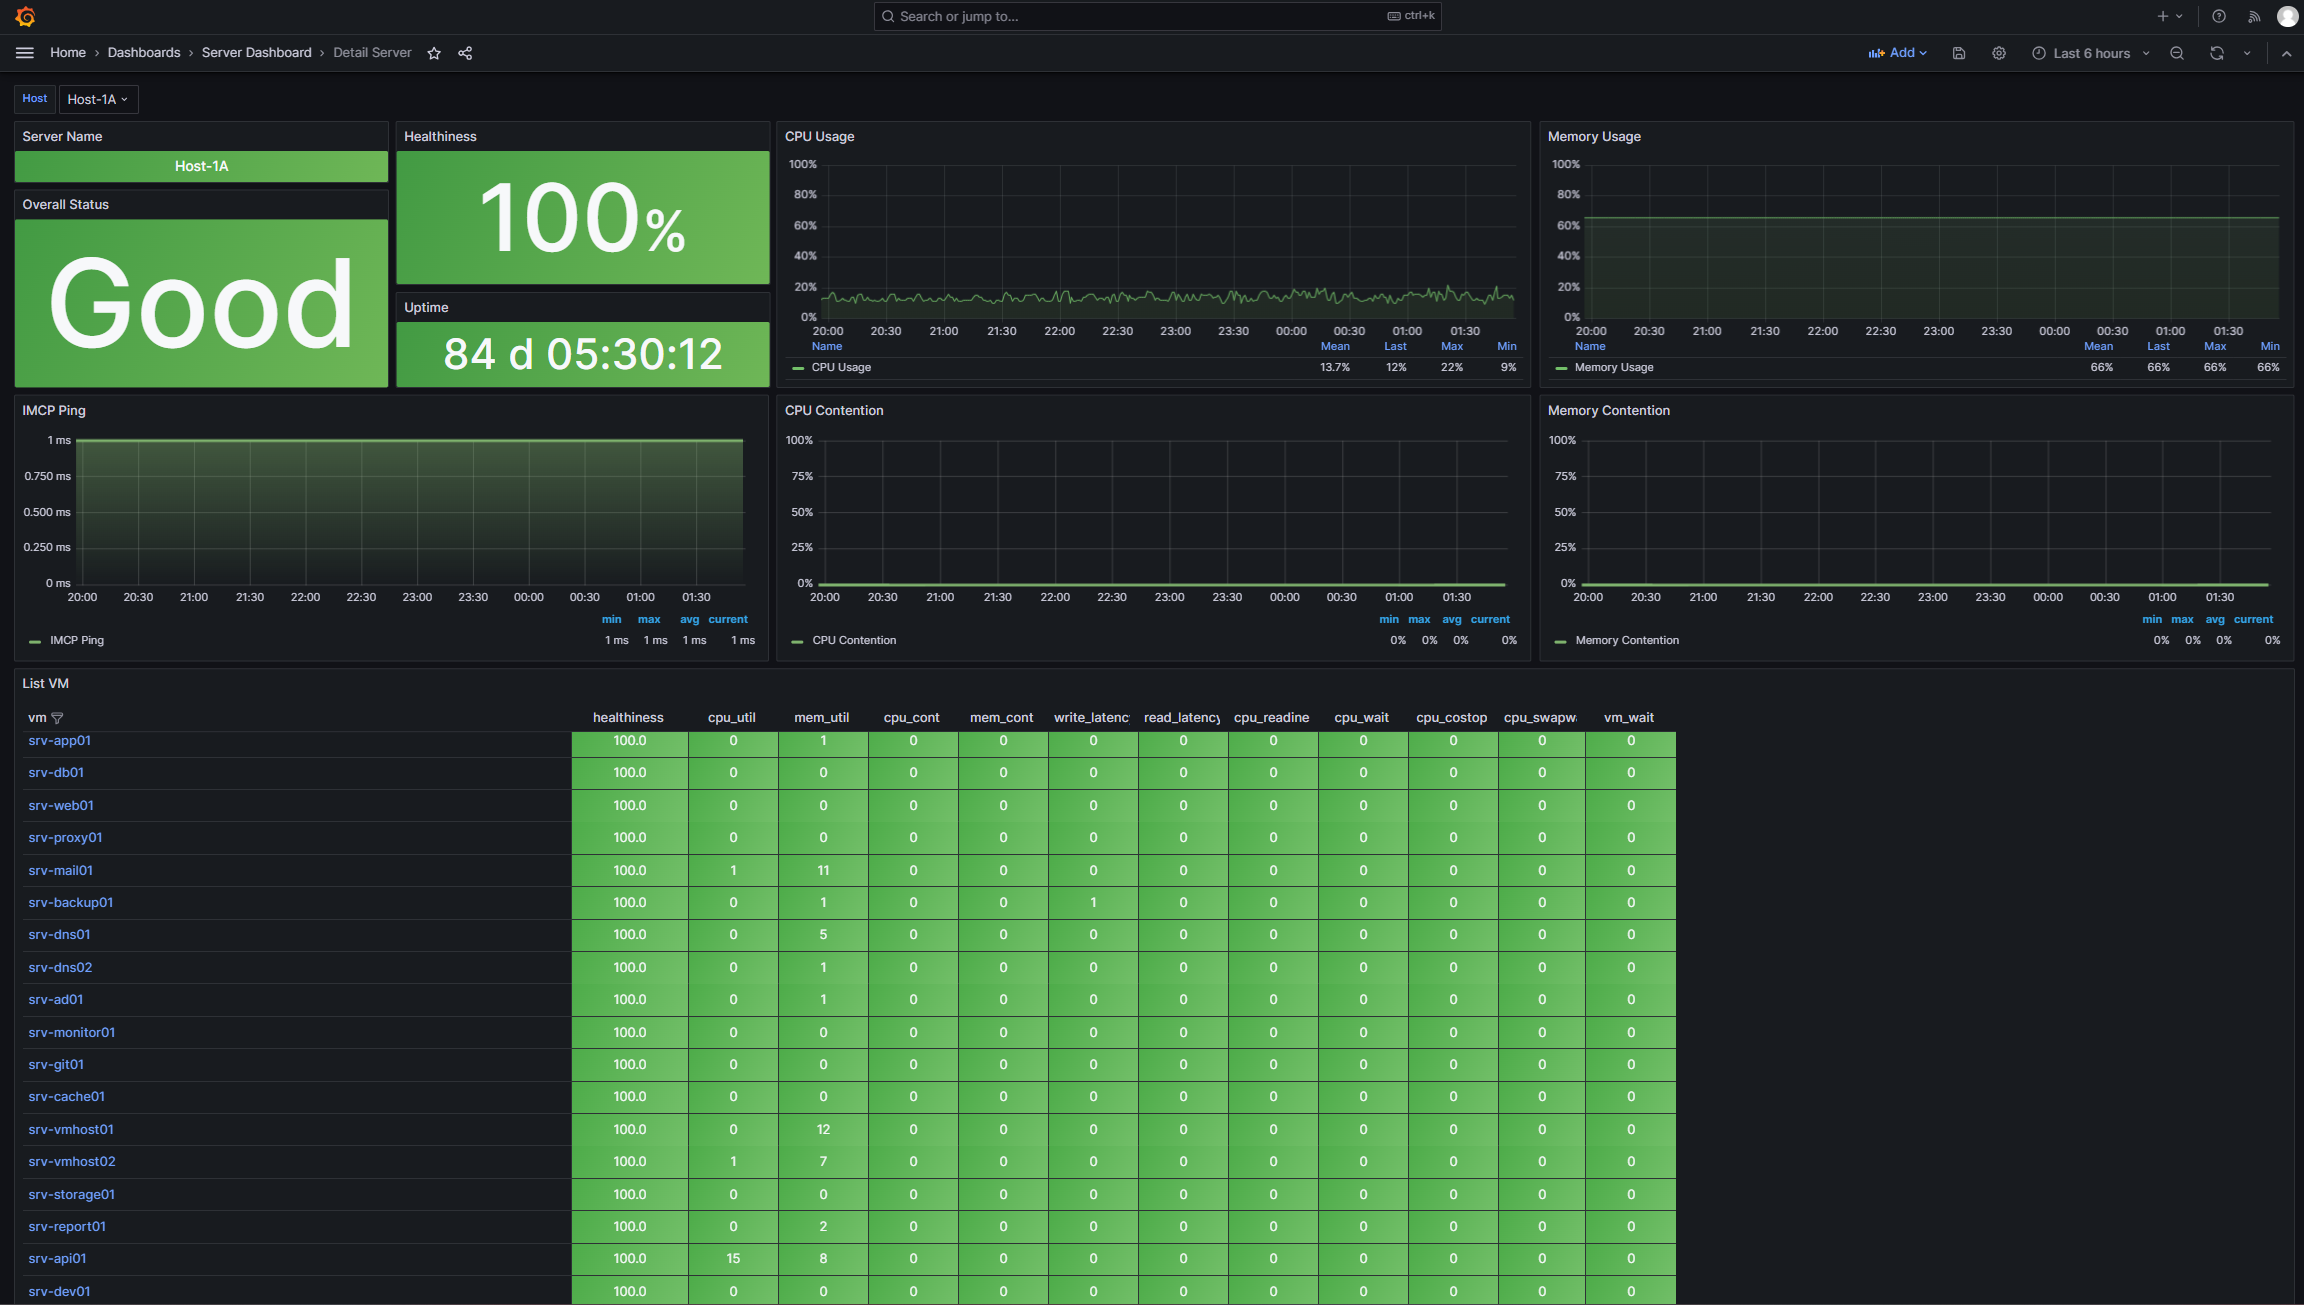 Search or jump to... ctrl+k
Home › Dashboards › Server Dashboard › Detail Server
Add
Last 6 hours
Host Host-1A
Server Name
Host-1A
Overall Status
Good
Healthiness
100%
Uptime
84 d 05:30:12
CPU Usage
100%
80%
60%
40%
20%
0%
20:00 20:30 21:00 21:30 22:00 22:30 23:00 23:30 00:00 00:30 01:00 01:30
Name Mean Last Max Min
CPU Usage 13.7% 12% 22% 9%
Memory Usage
100%
80%
60%
40%
20%
0%
20:00 20:30 21:00 21:30 22:00 22:30 23:00 23:30 00:00 00:30 01:00 01:30
Name Mean Last Max Min
Memory Usage 66% 66% 66% 66%
IMCP Ping
1 ms
0.750 ms
0.500 ms
0.250 ms
0 ms
20:00 20:30 21:00 21:30 22:00 22:30 23:00 23:30 00:00 00:30 01:00 01:30
min max avg current
IMCP Ping 1 ms 1 ms 1 ms 1 ms
CPU Contention
100%
75%
50%
25%
0%
20:00 20:30 21:00 21:30 22:00 22:30 23:00 23:30 00:00 00:30 01:00 01:30
min max avg current
CPU Contention 0% 0% 0% 0%
Memory Contention
100%
75%
50%
25%
0%
20:00 20:30 21:00 21:30 22:00 22:30 23:00 23:30 00:00 00:30 01:00 01:30
min max avg current
Memory Contention 0% 0% 0% 0%
List VM
vm healthiness cpu_util mem_util cpu_cont mem_cont write_latenc read_latency cpu_readine cpu_wait cpu_costop cpu_swapw vm_wait
srv-app01 100.0 0 1 0 0 0 0 0 0 0 0 0
srv-db01 100.0 0 0 0 0 0 0 0 0 0 0 0
srv-web01 100.0 0 0 0 0 0 0 0 0 0 0 0
srv-proxy01 100.0 0 0 0 0 0 0 0 0 0 0 0
srv-mail01 100.0 1 11 0 0 0 0 0 0 0 0 0
srv-backup01 100.0 0 1 0 0 1 0 0 0 0 0 0
srv-dns01 100.0 0 5 0 0 0 0 0 0 0 0 0
srv-dns02 100.0 0 1 0 0 0 0 0 0 0 0 0
srv-ad01 100.0 0 1 0 0 0 0 0 0 0 0 0
srv-monitor01 100.0 0 0 0 0 0 0 0 0 0 0 0
srv-git01 100.0 0 0 0 0 0 0 0 0 0 0 0
srv-cache01 100.0 0 0 0 0 0 0 0 0 0 0 0
srv-vmhost01 100.0 0 12 0 0 0 0 0 0 0 0 0
srv-vmhost02 100.0 1 7 0 0 0 0 0 0 0 0 0
srv-storage01 100.0 0 0 0 0 0 0 0 0 0 0 0
srv-report01 100.0 0 2 0 0 0 0 0 0 0 0 0
srv-api01 100.0 15 8 0 0 0 0 0 0 0 0 0
srv-dev01 100.0 0 0 0 0 0 0 0 0 0 0 0